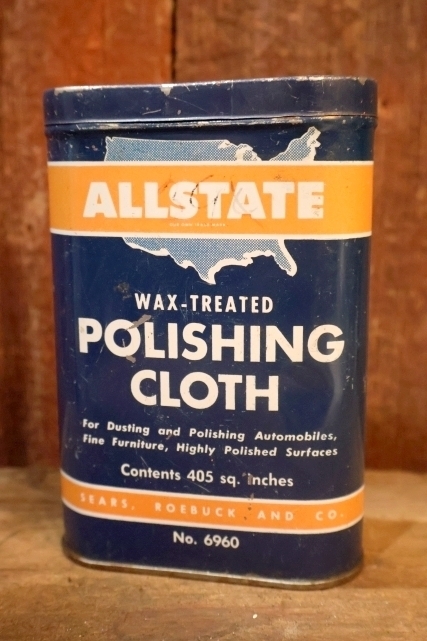 ALLSTATE
WAX-TREATED
POLISHING
CLOTH
For Dusting and Polishing Automobiles,
Fine Furniture, Highly Polished Surfaces
Contents 405 sq. Inches
SEARS, ROEBUCK AND CO.
No. 6960